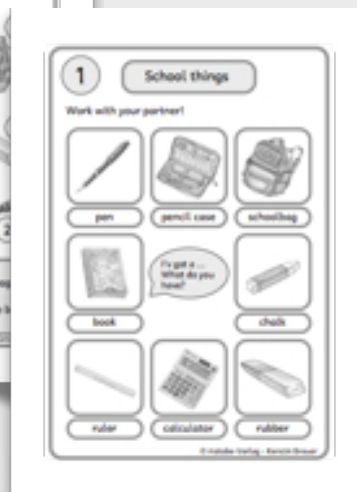 1
School things
Work with your partner!
pen pencil case schoolbag
I's got a ...
What do you
have?
book chalk
ruler calculator rubber